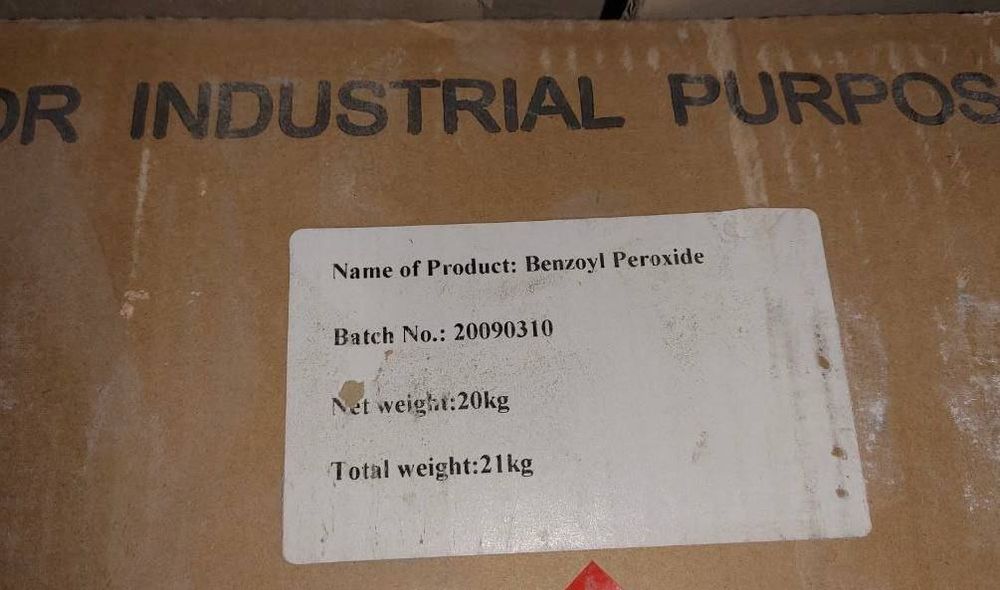 OR INDUSTRIAL PURPOS
Name of Product: Benzoyl Peroxide
Batch No.: 20090310
Net weight:20kg
Total weight:21kg